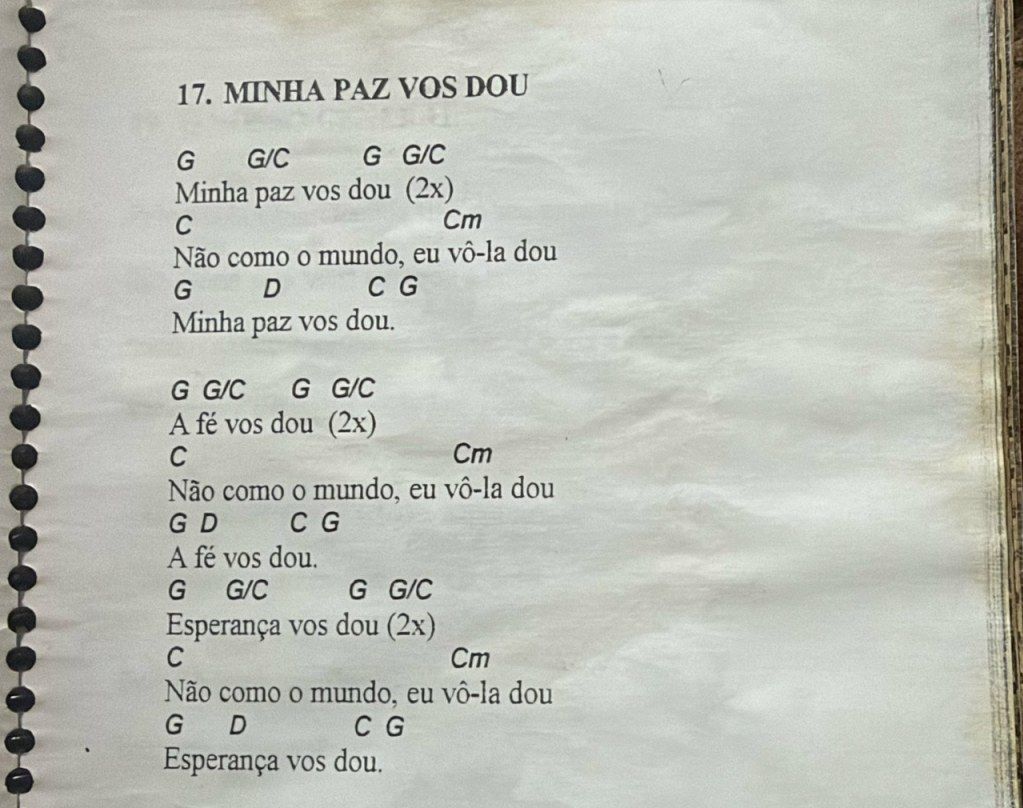 17. MINHA PAZ VOS DOU
G G/C G G/C
Minha paz vos dou (2x)
C Cm
Não como o mundo, eu vô-la dou
G D C G
Minha paz vos dou.
G G/C G G/C
A fé vos dou (2x)
C Cm
Não como o mundo, eu vô-la dou
G D C G
A fé vos dou.
G G/C G G/C
Esperança vos dou (2x)
C Cm
Não como o mundo, eu vô-la dou
G D C G
Esperança vos dou.